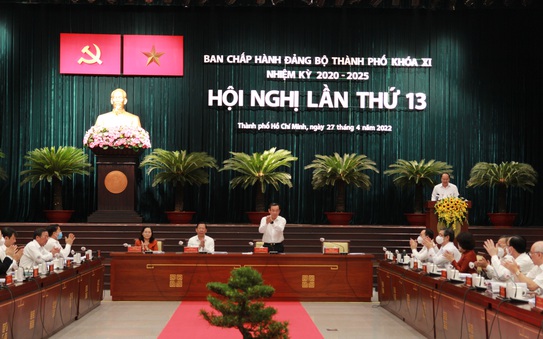 BAN CHẤP HÀNH ĐẢNG BỘ THÀNH PHỐ KHÓA XI
NHIỆM KỲ 2020 - 2025
HỘI NGHỊ LẦN THỨ 13
Thành phố Hồ Chí Minh, ngày 27 tháng 4 năm 2022